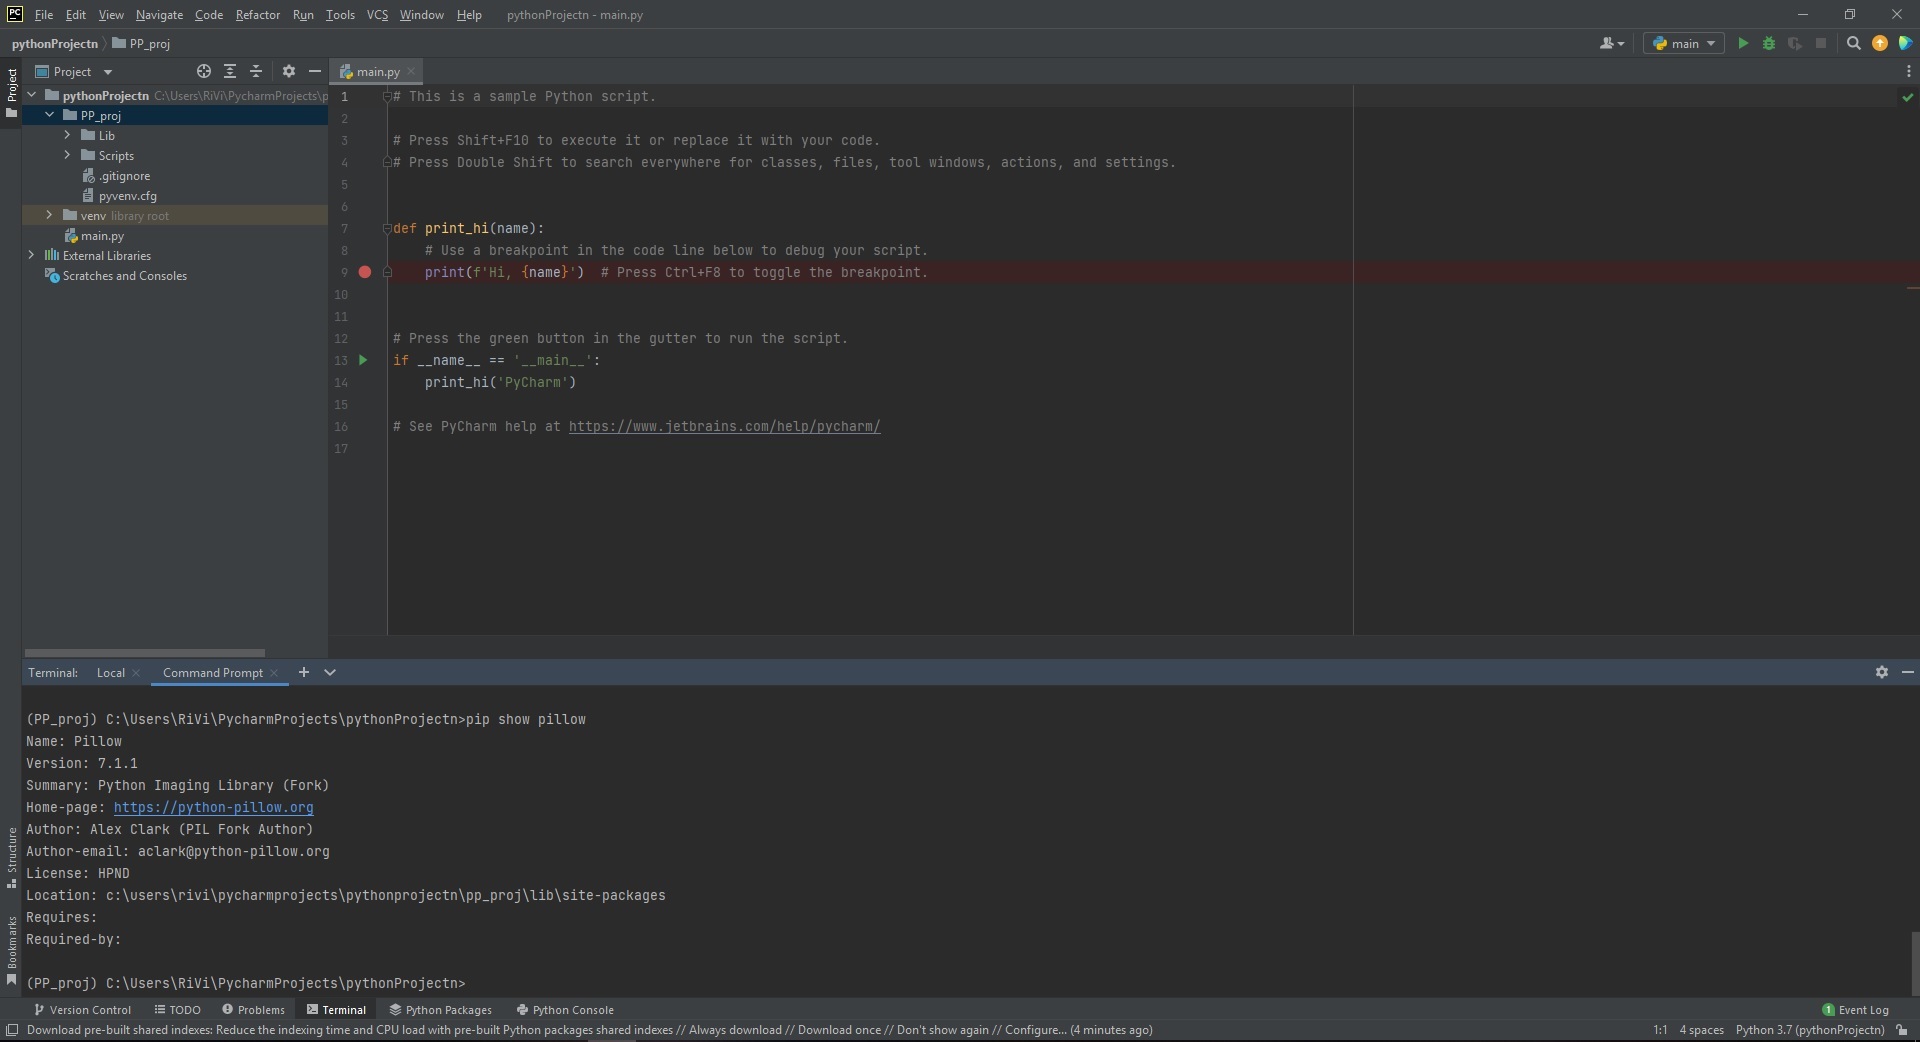 PC File Edit View Navigate Code Refactor Run Tools VCS Window Help pythonProjectn - main.py
pythonProjectn PP_proj main
Project Project main.py
pythonProjectn C:\Users\RiVi\PycharmProjects\p
PP_proj
Lib
Scripts
.gitignore
pyvenv.cfg
venv library root
main.py
External Libraries
Scratches and Consoles
1 # This is a sample Python script.
2
3 # Press Shift+F10 to execute it or replace it with your code.
4 # Press Double Shift to search everywhere for classes, files, tool windows, actions, and settings.
5
6
7 def print_hi(name):
8 # Use a breakpoint in the code line below to debug your script.
9 print(f'Hi, {name}')  # Press Ctrl+F8 to toggle the breakpoint.
10
11
12 # Press the green button in the gutter to run the script.
13 if __name__ == '__main__':
14 print_hi('PyCharm')
15
16 # See PyCharm help at https://www.jetbrains.com/help/pycharm/
17
Terminal: Local Command Prompt
(PP_proj) C:\Users\RiVi\PycharmProjects\pythonProjectn>pip show pillow
Name: Pillow
Version: 7.1.1
Summary: Python Imaging Library (Fork)
Home-page: https://python-pillow.org
Author: Alex Clark (PIL Fork Author)
Author-email: aclark@python-pillow.org
License: HPND
Location: c:\users\rivi\pycharmprojects\pythonprojectn\pp_proj\lib\site-packages
Requires:
Required-by:
(PP_proj) C:\Users\RiVi\PycharmProjects\pythonProjectn>
Structure
Bookmarks
Version Control TODO Problems Terminal Python Packages Python Console 1 Event Log
Download pre-built shared indexes: Reduce the indexing time and CPU load with pre-built Python packages shared indexes // Always download // Download once // Don't show again // Configure... (4 minutes ago) 1:1 4 spaces Python 3.7 (pythonProjectn)